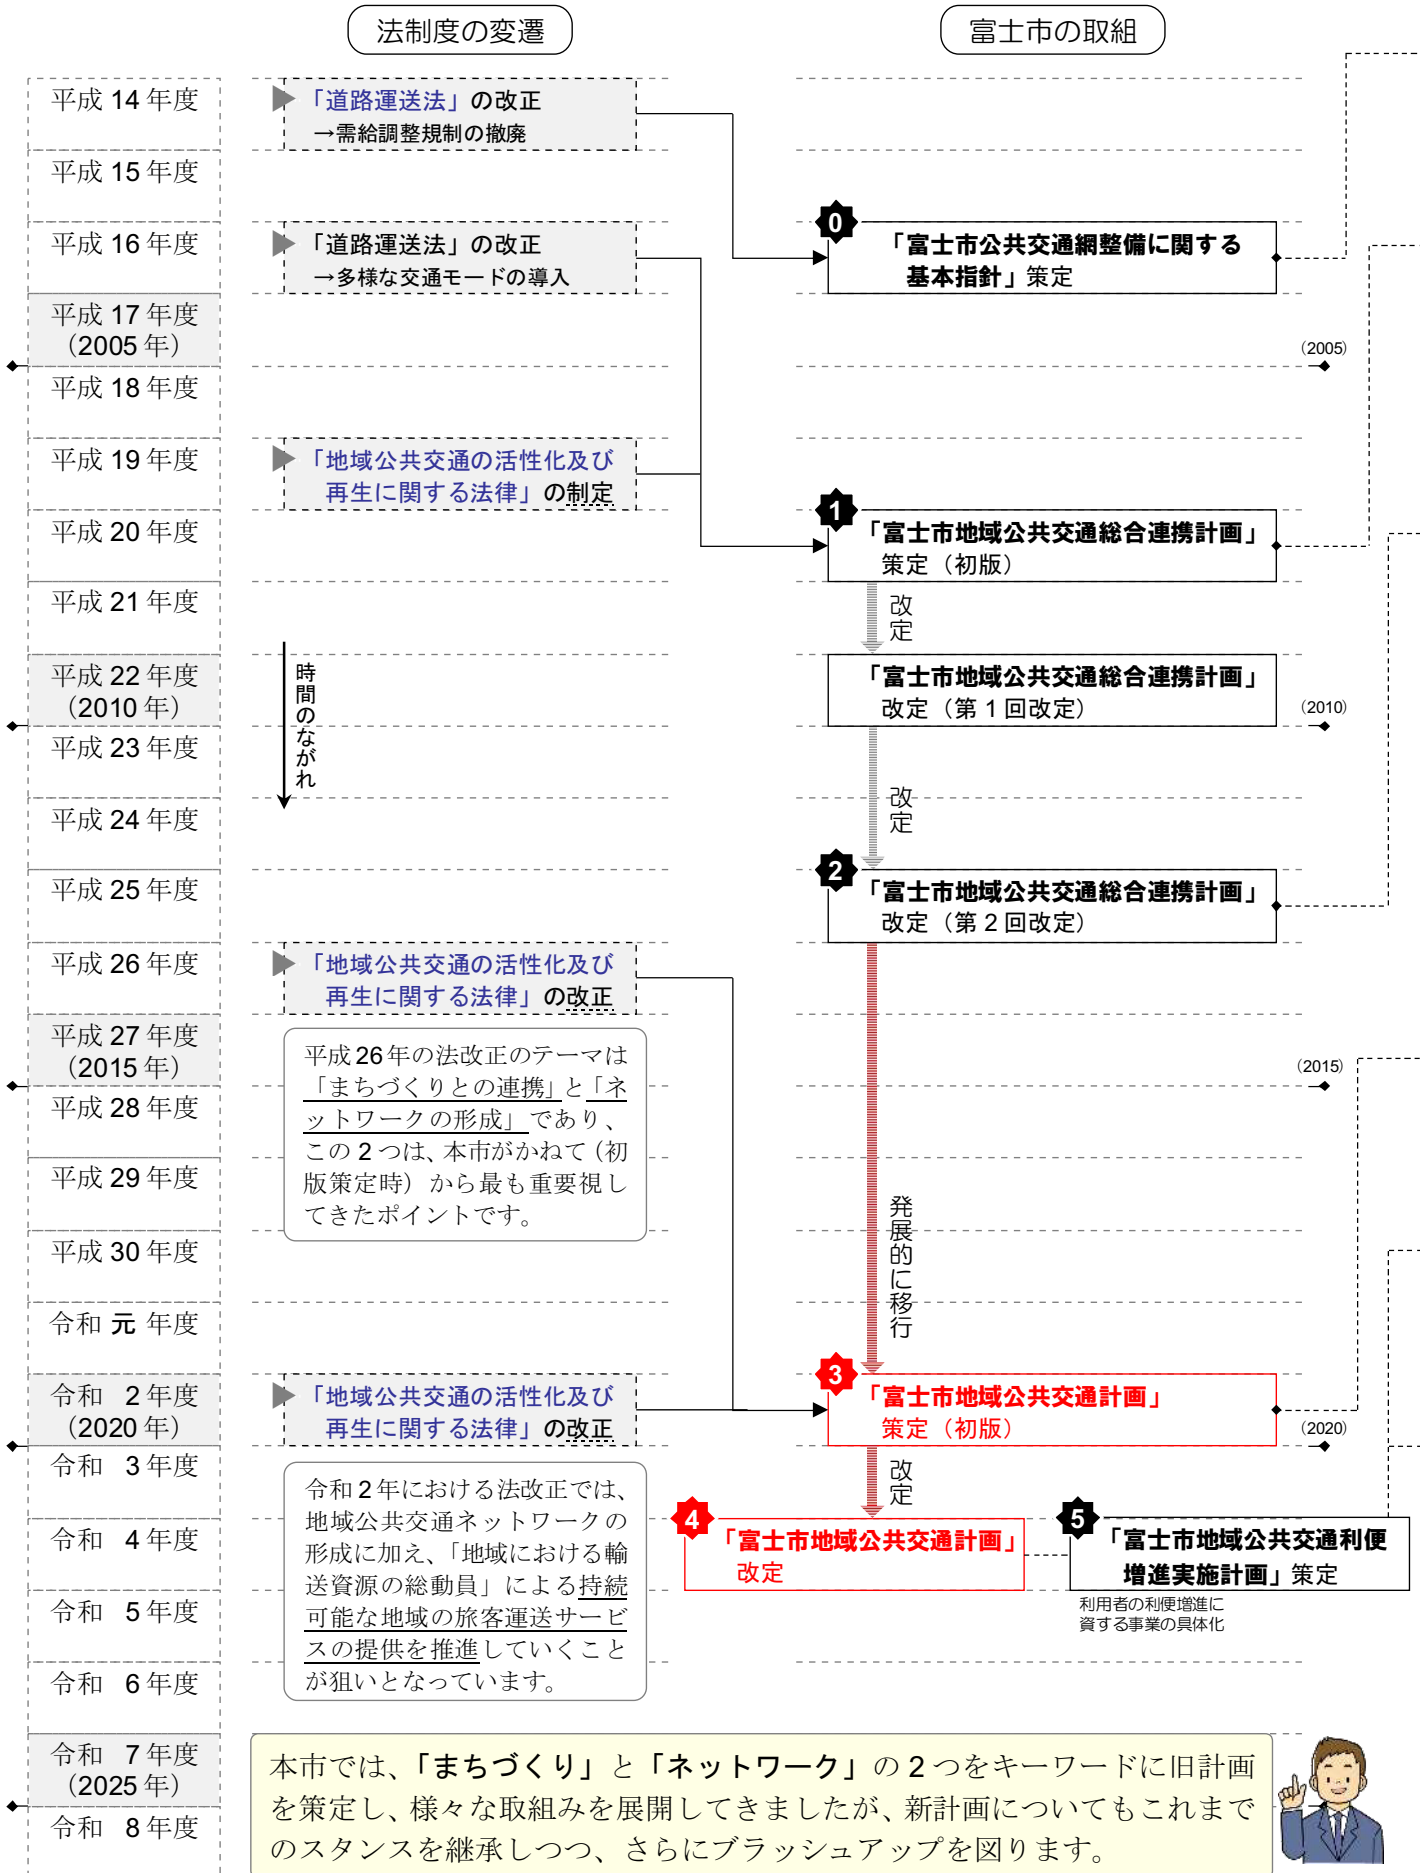 法制度の変遷
富士市の取組
平成 14 年度
「道路運送法」の改正
→需給調整規制の撤廃
平成 15 年度
平成 16 年度
「道路運送法」の改正
→多様な交通モードの導入
0
「富士市公共交通網整備に関する
基本指針」策定
平成 17 年度
（2005 年）
（2005）
平成 18 年度
平成 19 年度
「地域公共交通の活性化及び
再生に関する法律」の制定
平成 20 年度
1
「富士市地域公共交通総合連携計画」
策定（初版）
平成 21 年度
改定
時間のながれ
平成 22 年度
（2010 年）
「富士市地域公共交通総合連携計画」
改定（第 1 回改定）
（2010）
平成 23 年度
改定
平成 24 年度
平成 25 年度
2
「富士市地域公共交通総合連携計画」
改定（第 2 回改定）
平成 26 年度
「地域公共交通の活性化及び
再生に関する法律」の改正
平成 27 年度
（2015 年）
（2015）
平成 28 年度
平成 26 年の法改正のテーマは
「まちづくりとの連携」と「ネ
ットワークの形成」であり、
この 2 つは、本市がかねて（初
版策定時）から最も重要視し
てきたポイントです。
平成 29 年度
平成 30 年度
発展的に移行
令和 元 年度
令和 2 年度
（2020 年）
「地域公共交通の活性化及び
再生に関する法律」の改正
3
「富士市地域公共交通計画」
策定（初版）
（2020）
令和 3 年度
改定
令和 2 年における法改正では、
地域公共交通ネットワークの
形成に加え、「地域における輸
送資源の総動員」による持続
可能な地域の旅客運送サービ
スの提供を推進していくこと
が狙いとなっています。
令和 4 年度
4
「富士市地域公共交通計画」
改定
5
「富士市地域公共交通利便
増進実施計画」策定
利用者の利便増進に
資する事業の具体化
令和 5 年度
令和 6 年度
令和 7 年度
（2025 年）
令和 8 年度
本市では、「まちづくり」と「ネットワーク」の 2 つをキーワードに旧計画
を策定し、様々な取組みを展開してきましたが、新計画についてもこれまで
のスタンスを継承しつつ、さらにブラッシュアップを図ります。